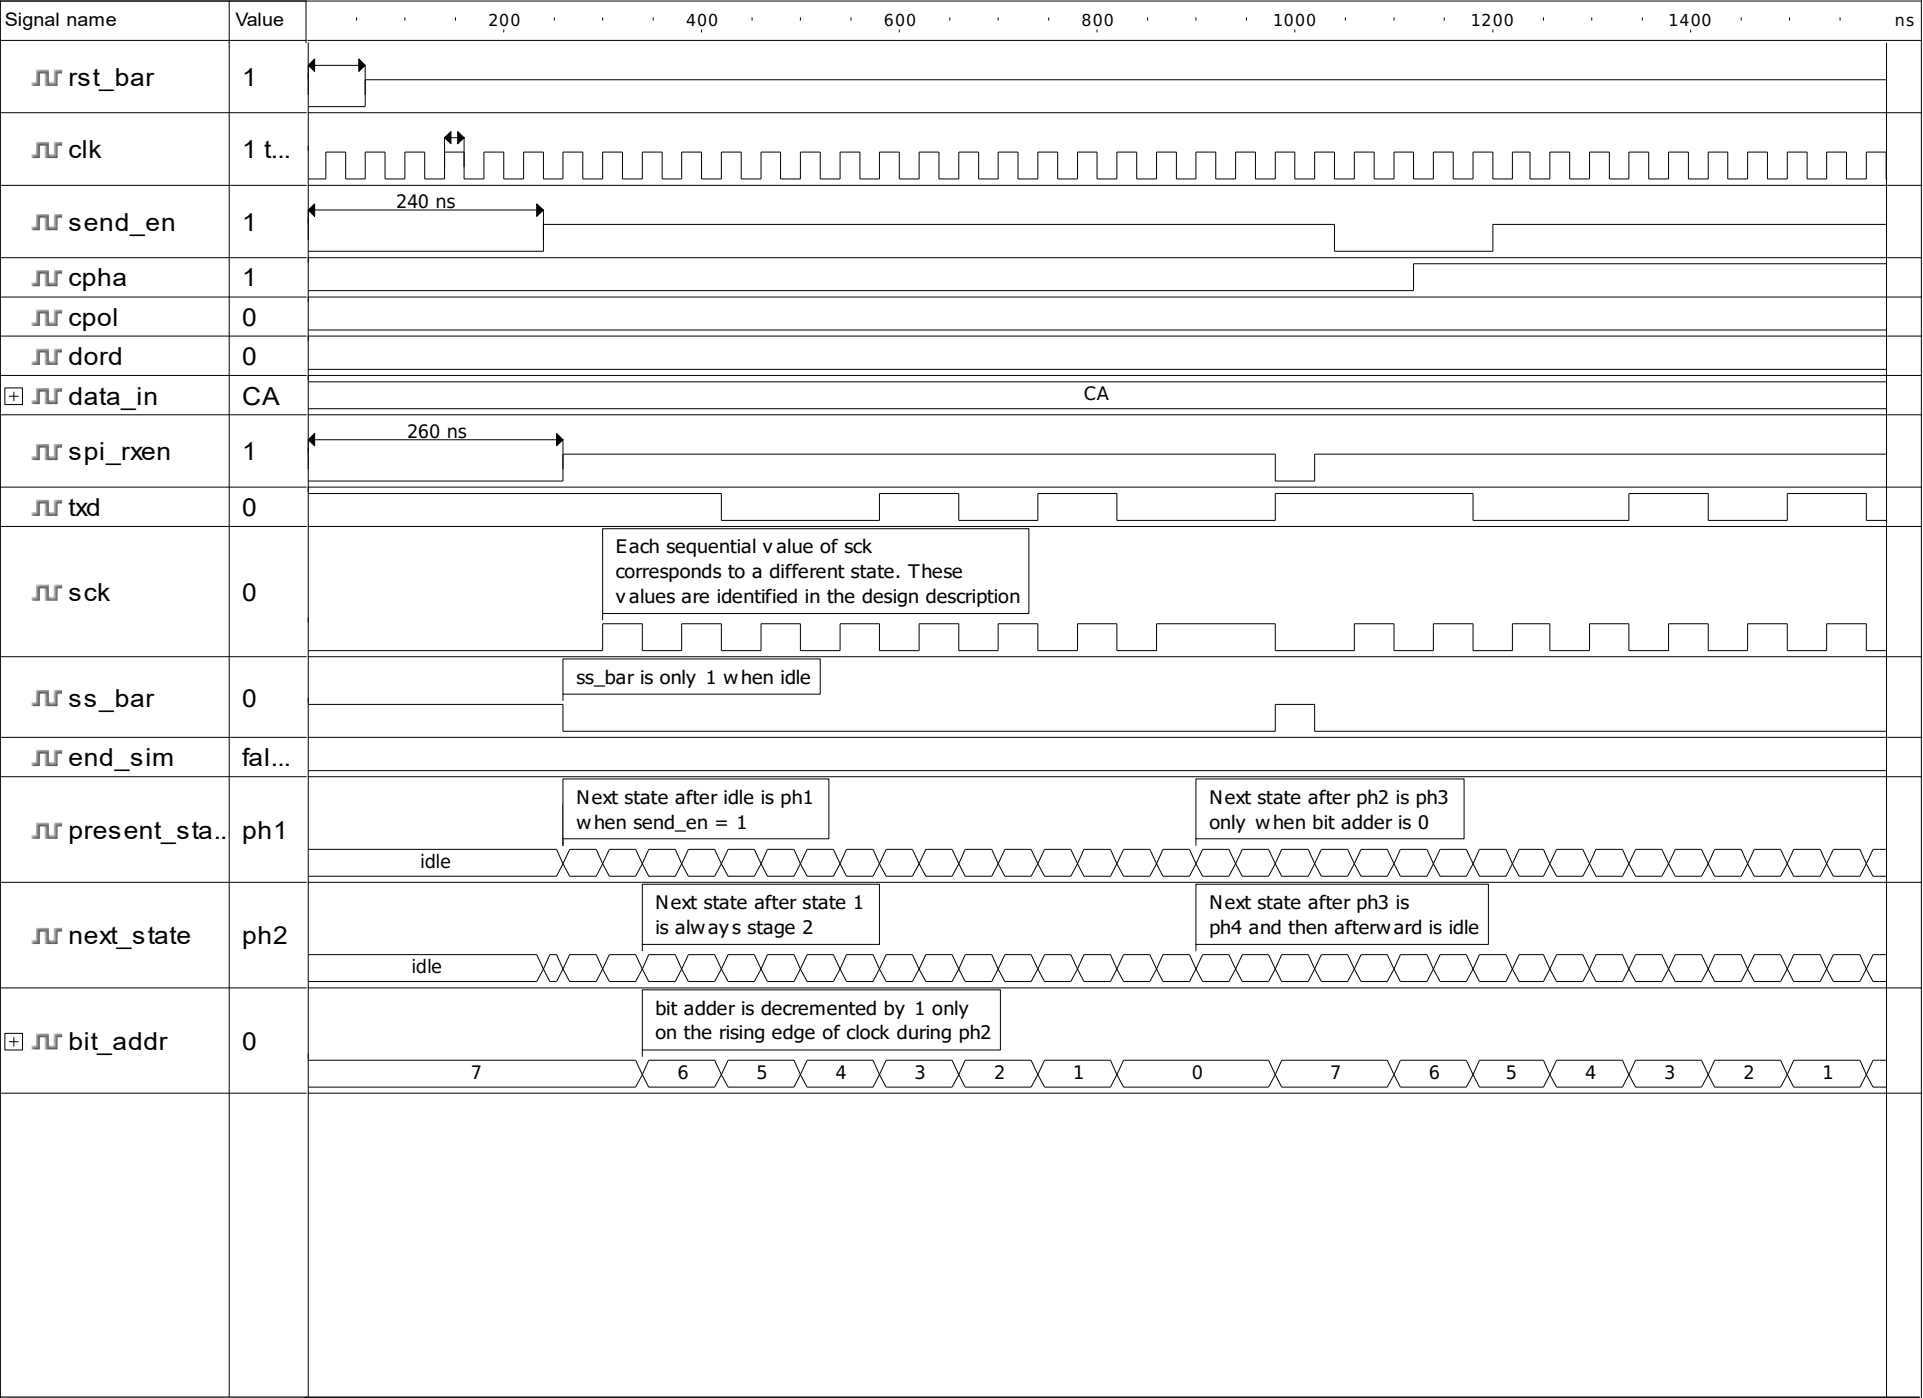 Signal name Value 200 400 600 800 1000 1200 1400 ns
rst_bar 1
clk 1 t...
send_en 1 240 ns
cpha 1
cpol 0
dord 0
data_in CA CA
spi_rxen 1 260 ns
txd 0
Each sequential value of sck
corresponds to a different state. These
values are identified in the design description
sck 0
ss_bar is only 1 when idle
ss_bar 0
end_sim fal...
Next state after idle is ph1
when send_en = 1
Next state after ph2 is ph3
only when bit adder is 0
present_sta.. ph1 idle
Next state after state 1
is always stage 2
Next state after ph3 is
ph4 and then afterward is idle
next_state ph2 idle
bit adder is decremented by 1 only
on the rising edge of clock during ph2
bit_addr 0 7 6 5 4 3 2 1 0 7 6 5 4 3 2 1